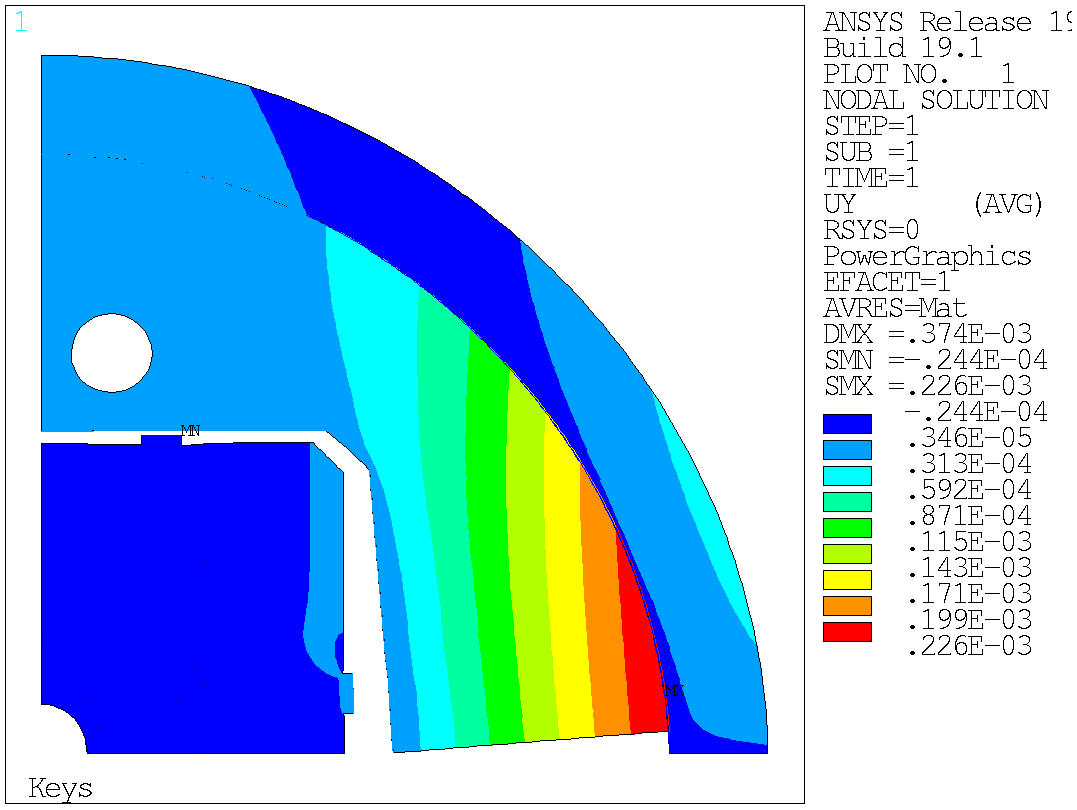 1
ANSYS Release 19
Build 19.1
PLOT NO. 1
NODAL SOLUTION
STEP=1
SUB =1
TIME=1
UY (AVG)
RSYS=0
PowerGraphics
EFACET=1
AVRES=Mat
DMX =.374E-03
SMN =-.244E-04
SMX =.226E-03
-.244E-04
.346E-05
.313E-04
.592E-04
.871E-04
.115E-03
.143E-03
.171E-03
.199E-03
.226E-03
MN
Keys